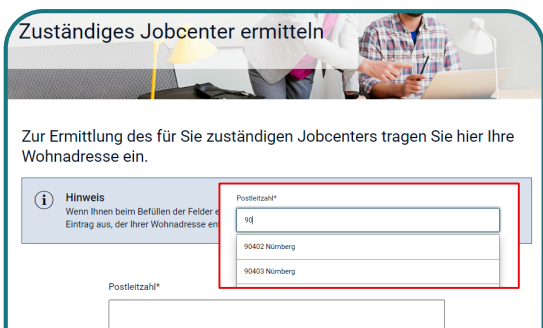 Zuständiges Jobcenter ermitteln
Zur Ermittlung des für Sie zuständigen Jobcenters tragen Sie hier Ihre
Wohnadresse ein.
Hinweis
Wenn Ihnen beim Befüllen der Felder
Eintrag aus, der Ihrer Wohnadresse
Postleitzahl*
90
90402 Nürnberg
90403 Nürnberg
Postleitzahl*